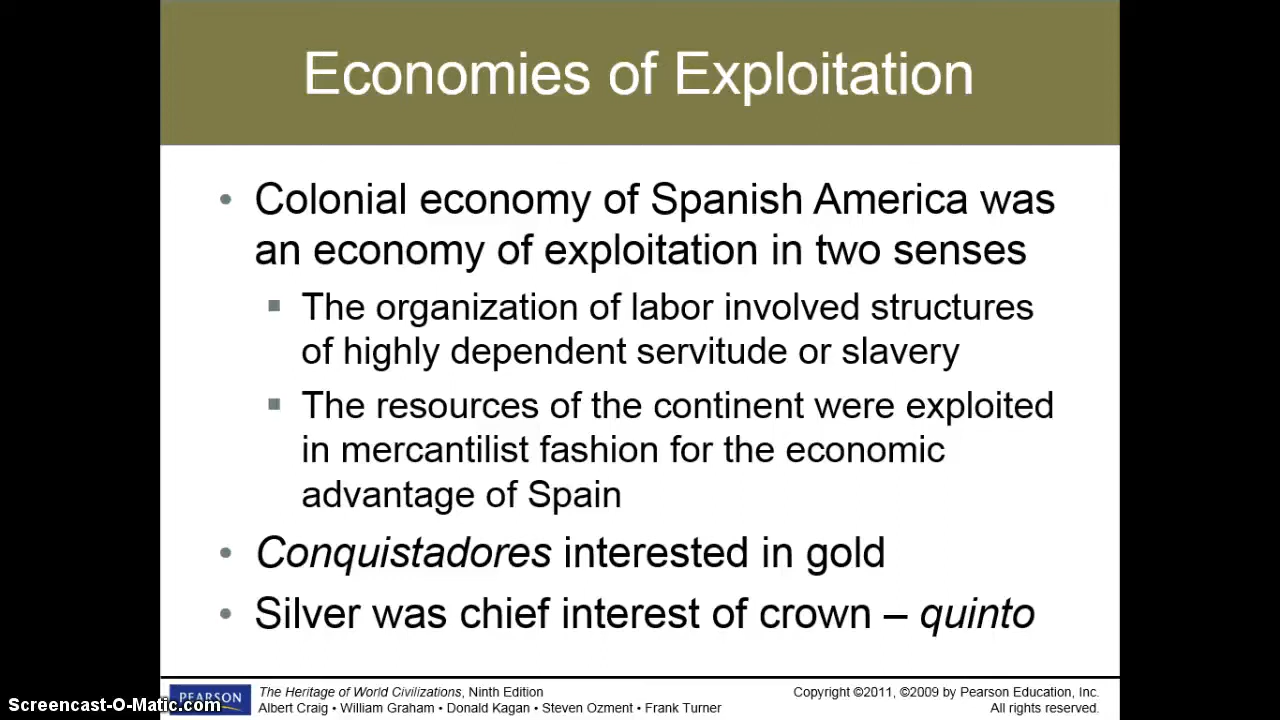 Economies of Exploitation
• Colonial economy of Spanish America was
an economy of exploitation in two senses
▪ The organization of labor involved structures
of highly dependent servitude or slavery
▪ The resources of the continent were exploited
in mercantilist fashion for the economic
advantage of Spain
• Conquistadores interested in gold
• Silver was chief interest of crown – quinto
PEARSON
The Heritage of World Civilizations, Ninth Edition
Albert Craig • William Graham • Donald Kagan • Steven Ozment • Frank Turner
Copyright ©2011, ©2009 by Pearson Education, Inc.
All rights reserved.
Screencast-O-Matic.com